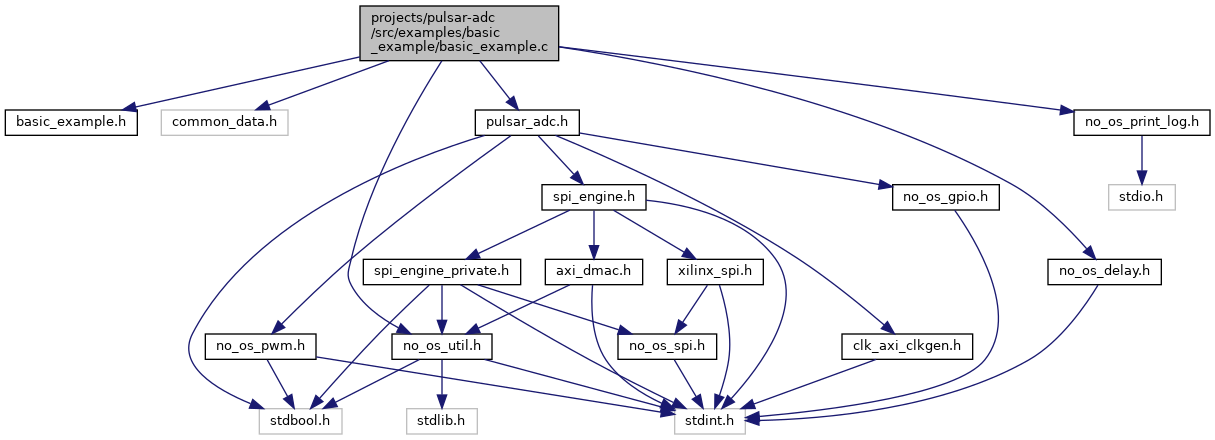 projects/pulsar-adc
/src/examples/basic
_example/basic_example.c
basic_example.h
common_data.h
pulsar_adc.h
no_os_print_log.h
spi_engine.h
no_os_gpio.h
stdio.h
spi_engine_private.h
axi_dmac.h
xilinx_spi.h
no_os_delay.h
no_os_pwm.h
no_os_util.h
no_os_spi.h
clk_axi_clkgen.h
stdbool.h
stdlib.h
stdint.h